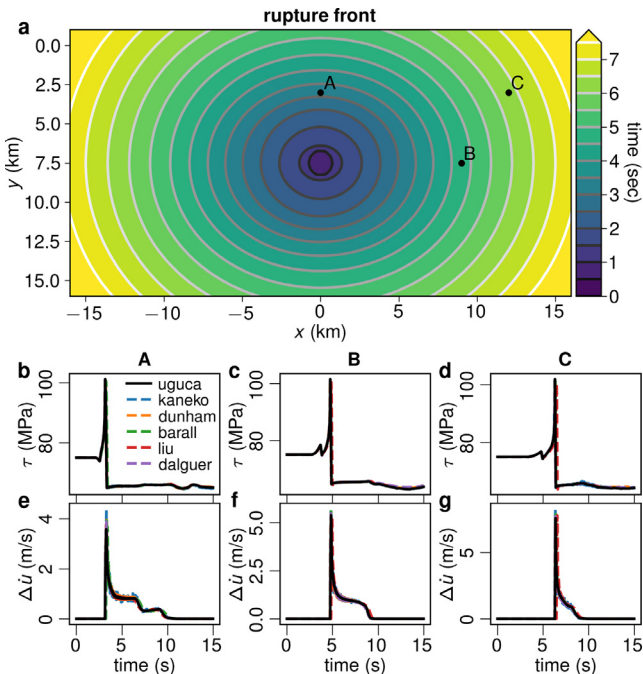 rupture front
a
0.0
2.5
5.0
7.5
10.0
12.5
15.0
y (km)
A
B
C
−15
−10
−5
0
5
10
15
x (km)
7
6
5
4
3
2
1
0
time (sec)
A
B
C
b
100
80
τ (MPa)
uguca
kaneko
dunham
barall
liu
dalguer
c
100
80
τ (MPa)
d
100
80
τ (MPa)
e
4
2
0
Δu̇ (m/s)
0
5
10
15
time (s)
f
5.0
2.5
0.0
Δu̇ (m/s)
0
5
10
15
time (s)
g
5
0
Δu̇ (m/s)
0
5
10
15
time (s)